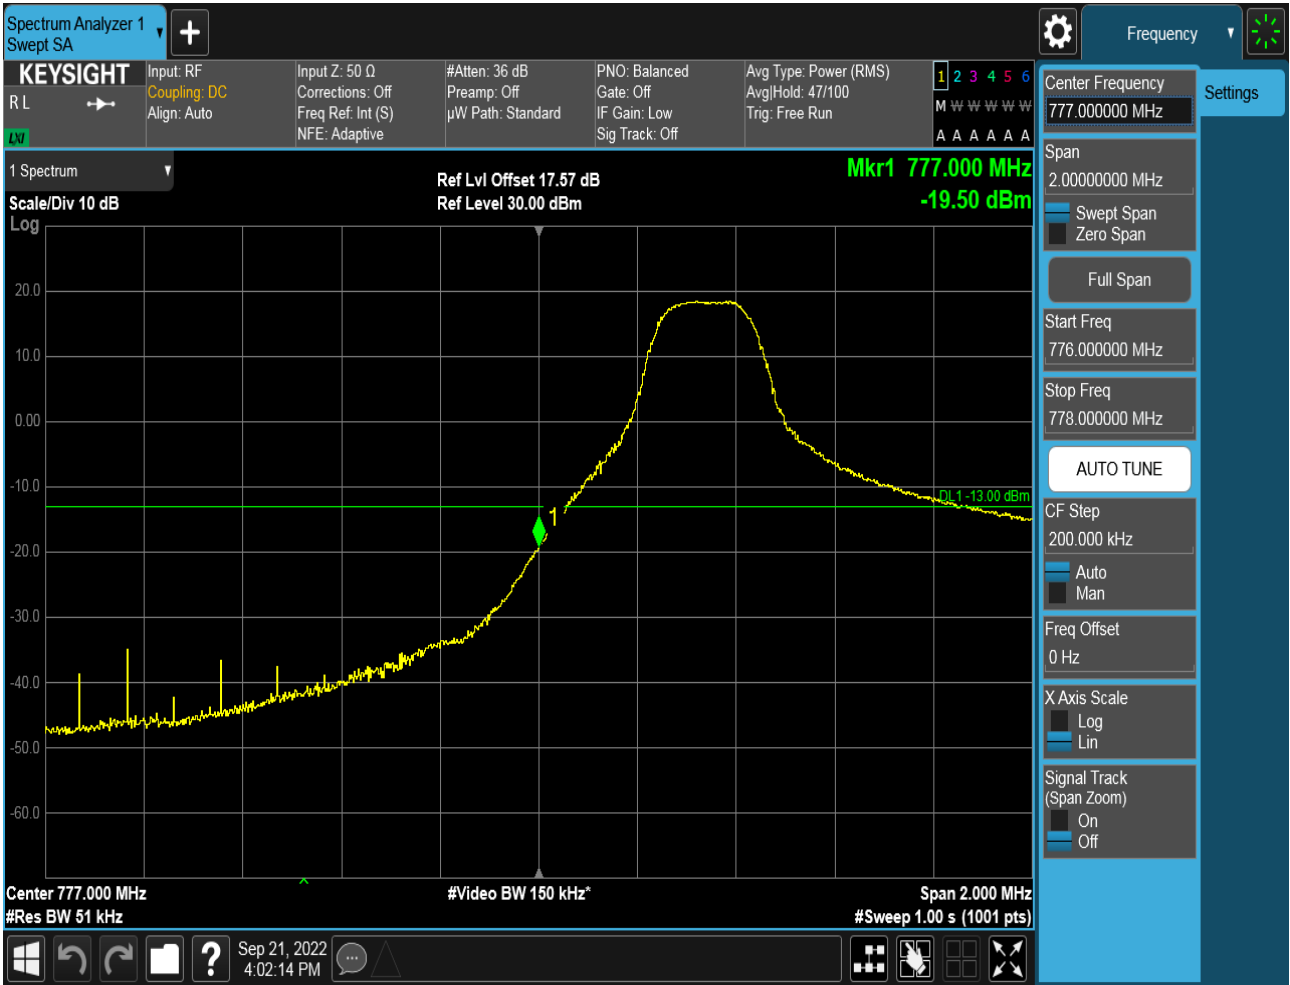 Spectrum Analyzer 1
Swept SA
Frequency
KEYSIGHT
R L
LXI
Input: RF
Coupling: DC
Align: Auto
Input Z: 50 Ω
Corrections: Off
Freq Ref: Int (S)
NFE: Adaptive
#Atten: 36 dB
Preamp: Off
µW Path: Standard
PNO: Balanced
Gate: Off
IF Gain: Low
Sig Track: Off
Avg Type: Power (RMS)
Avg|Hold: 47/100
Trig: Free Run
1 2 3 4 5 6
M W W W W W
A A A A A A
1 Spectrum
Scale/Div 10 dB
Log
Ref Lvl Offset 17.57 dB
Ref Level 30.00 dBm
Mkr1 777.000 MHz
-19.50 dBm
20.0
10.0
0.00
-10.0
-20.0
-30.0
-40.0
-50.0
-60.0
DL1 -13.00 dBm
1
Center 777.000 MHz
#Video BW 150 kHz*
Span 2.000 MHz
#Res BW 51 kHz
#Sweep 1.00 s (1001 pts)
Center Frequency
777.000000 MHz
Settings
Span
2.00000000 MHz
Swept Span
Zero Span
Full Span
Start Freq
776.000000 MHz
Stop Freq
778.000000 MHz
AUTO TUNE
CF Step
200.000 kHz
Auto
Man
Freq Offset
0 Hz
X Axis Scale
Log
Lin
Signal Track
(Span Zoom)
On
Off
?
Sep 21, 2022
4:02:14 PM